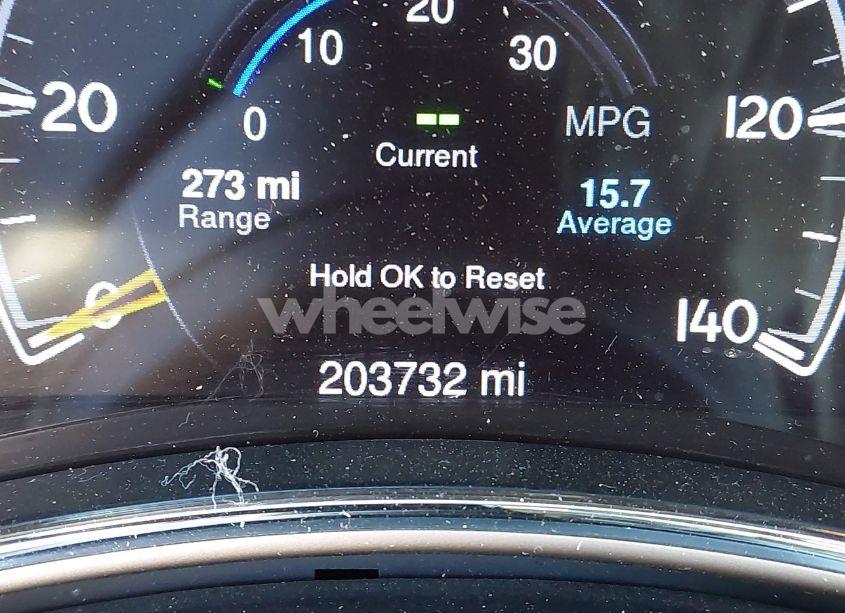 20
10
30
20
0
--
MPG
120
Current
273 mi
Range
15.7
Average
Hold OK to Reset
0
wheelwise
140
203732 mi